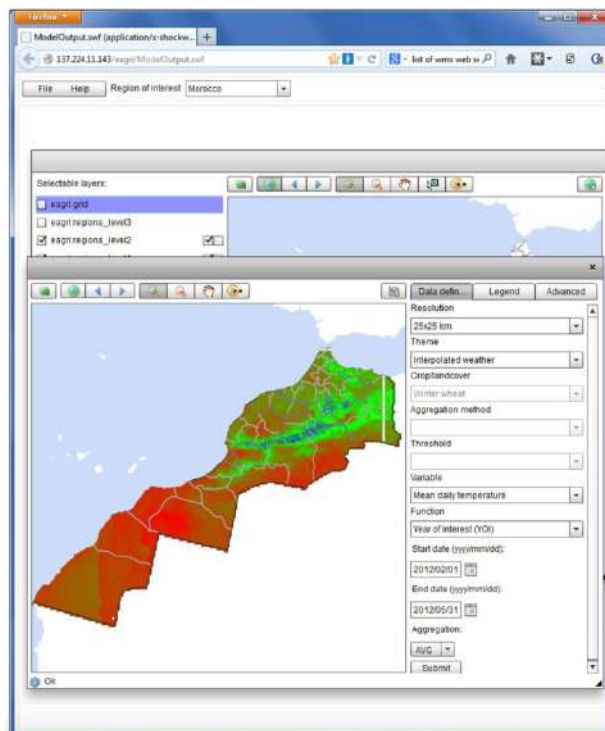 Firefox
ModelOutput.swf (application/x-shockw...
137.224.11.143/eagri/ModelOutput.swf
list of wms web se
File Help Region of interest Morocco
Selectable layers:
eagri:grid
eagri:regions_level3
eagri:regions_level2
Data defin... Legend Advanced
Resolution
25x25 km
Theme
Interpolated weather
Crop/landcover
Winter wheat
Aggregation method
Threshold
Variable
Mean daily temperature
Function
Year of interest (YOI)
Start date (yyyy/mm/dd):
2012/02/01
End date (yyyy/mm/dd):
2012/05/31
Aggregation:
AVG
Submit
Ok